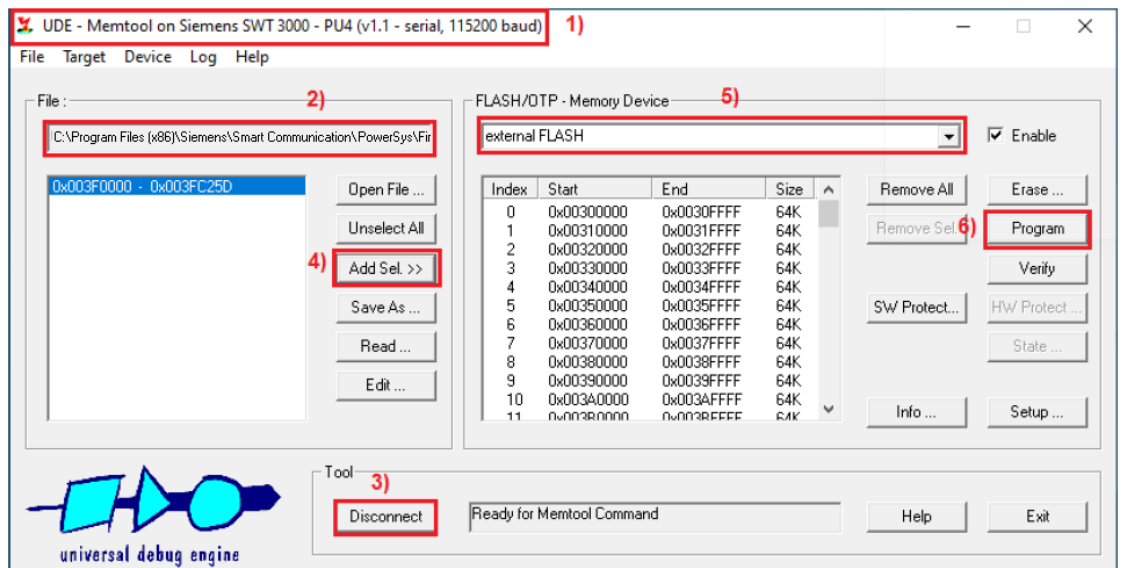 UDE - Memtool on Siemens SWT 3000 - PU4 (v1.1 - serial, 115200 baud) 1)
File Target Device Log Help
File : 2)
C:\Program Files (x86)\Siemens\Smart Communication\PowerSys\Fir
0x003F0000 - 0x003FC25D
Open File ...
Unselect All
4) Add Sel. >>
Save As ...
Read ...
Edit ...
FLASH/OTP - Memory Device 5)
external FLASH
Enable
Index Start End Size
0 0x00300000 0x0030FFFF 64K
1 0x00310000 0x0031FFFF 64K
2 0x00320000 0x0032FFFF 64K
3 0x00330000 0x0033FFFF 64K
4 0x00340000 0x0034FFFF 64K
5 0x00350000 0x0035FFFF 64K
6 0x00360000 0x0036FFFF 64K
7 0x00370000 0x0037FFFF 64K
8 0x00380000 0x0038FFFF 64K
9 0x00390000 0x0039FFFF 64K
10 0x003A0000 0x003AFFFF 64K
11 0x003B0000 0x003BFFFF 64K
Remove All
Remove Sel.
SW Protect...
Info ...
Erase ...
6) Program
Verify
HW Protect ...
State ...
Setup ...
universal debug engine
Tool
3)
Disconnect
Ready for Memtool Command
Help
Exit